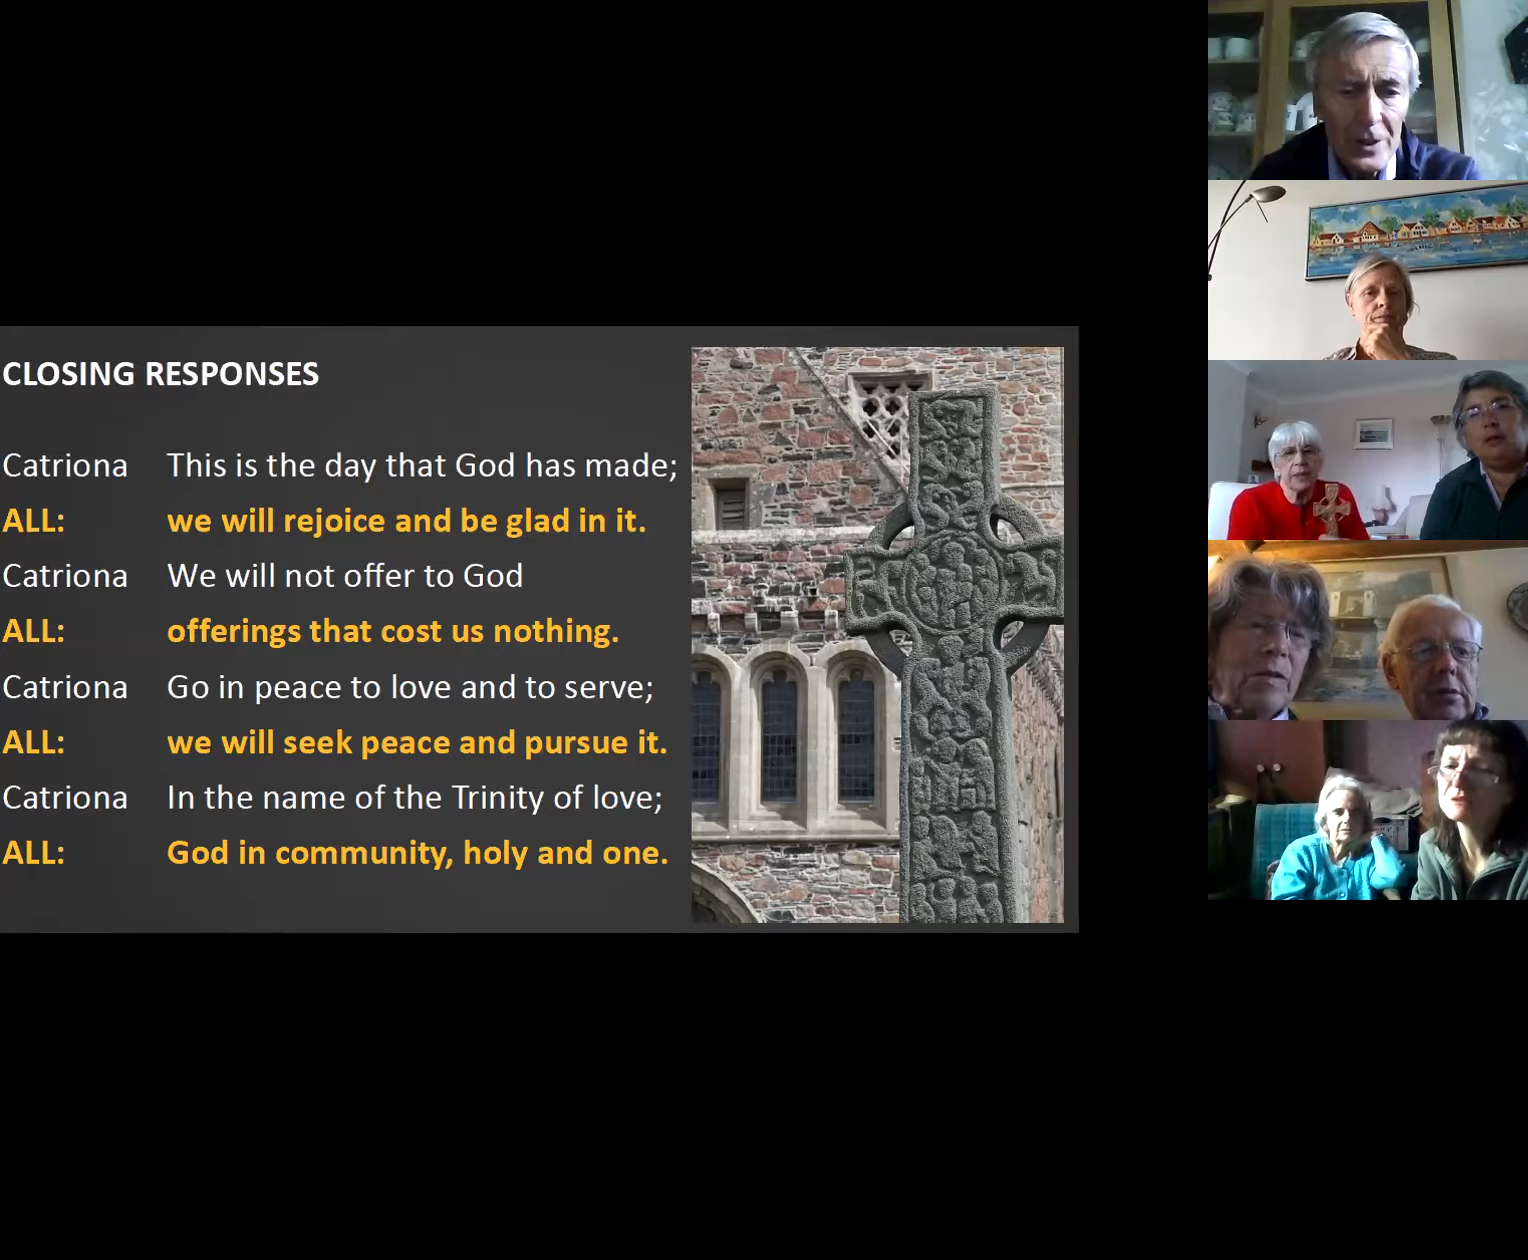 CLOSING RESPONSES
Catriona This is the day that God has made;
ALL: we will rejoice and be glad in it.
Catriona We will not offer to God
ALL: offerings that cost us nothing.
Catriona Go in peace to love and to serve;
ALL: we will seek peace and pursue it.
Catriona In the name of the Trinity of love;
ALL: God in community, holy and one.